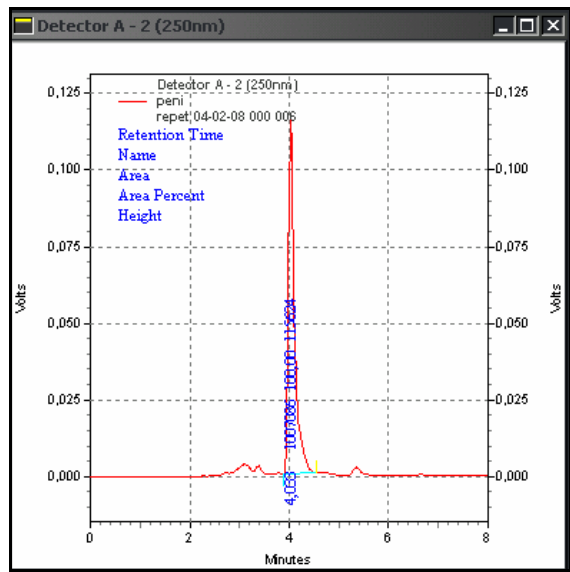 Detector A - 2 (250nm)
Detector A - 2 (250nm)
peni
repet 04-02-08 000 006
Retention Time
Name
Area
Area Percent
Height
0,125
0,100
0,075
0,050
0,025
0,000
Volts
0,125
0,100
0,075
0,050
0,025
0,000
Volts
4,033 1007086 100,00
0 2 4 6 8
Minutes